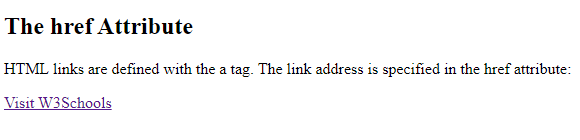 The href Attribute
HTML links are defined with the a tag. The link address is specified in the href attribute:
Visit W3Schools